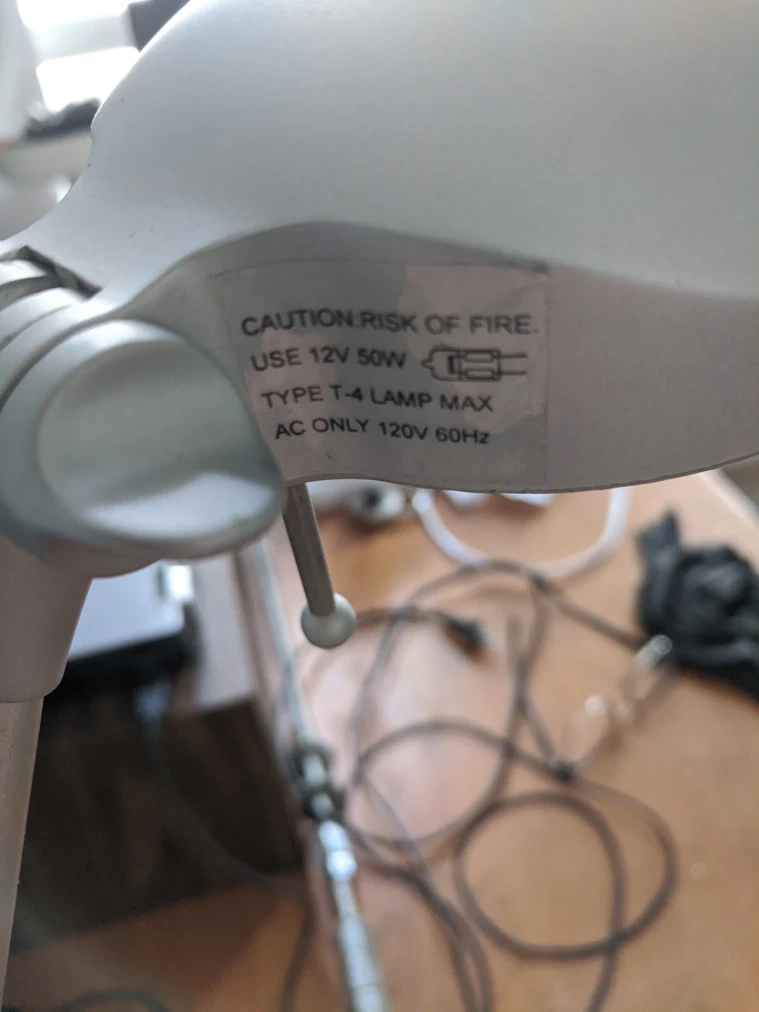 CAUTION:RISK OF FIRE.
USE 12V 50W
TYPE T-4 LAMP MAX
AC ONLY 120V 60Hz